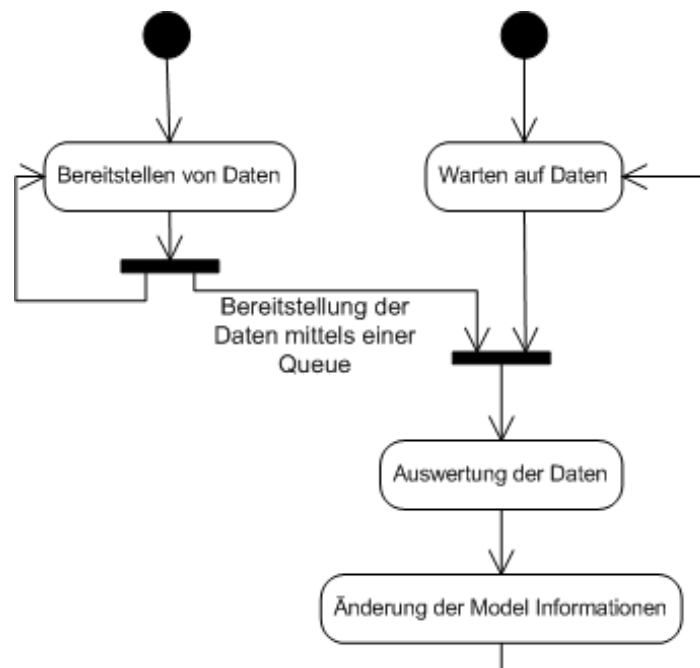 Bereitstellen von Daten
Warten auf Daten
Bereitstellung der
Daten mittels einer
Queue
Auswertung der Daten
Änderung der Model Informationen